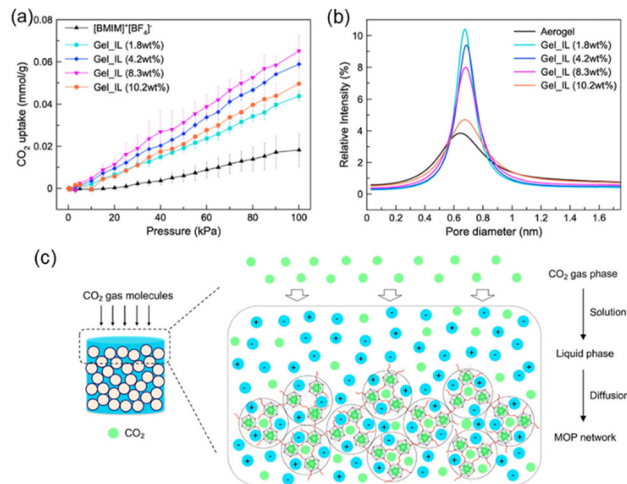 (a)
[BMIM]⁺[BF₄]⁻
Gel_IL (1.8wt%)
Gel_IL (4.2wt%)
Gel_IL (8.3wt%)
Gel_IL (10.2wt%)
CO₂ uptake (mmol/g)
0.08
0.06
0.04
0.02
0
0 20 40 60 80 100
Pressure (kPa)
(b)
Aerogel
Gel_IL (1.8wt%)
Gel_IL (4.2wt%)
Gel_IL (8.3wt%)
Gel_IL (10.2wt%)
Relative Intensity (%)
12
10
8
6
4
2
0
0 0.2 0.4 0.6 0.8 1 1.2 1.4 1.6
Pore diameter (nm)
(c)
CO₂ gas molecules
CO₂
CO₂ gas phase
Solution
Liquid phase
Diffusion
MOP network